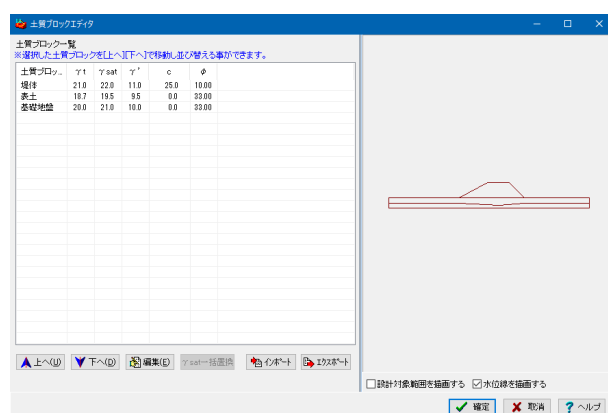 土質ブロックエディタ
土質ブロック一覧
※選択した土質ブロックを[上へ][下へ]で移動し並び替える事ができます。
土質ブロッ... γt γsat γ' c φ
堤体 21.0 22.0 11.0 25.0 10.00
表土 18.7 19.5 9.5 0.0 33.00
基礎地盤 20.0 21.0 10.0 0.0 33.00
上へ(U) 下へ(D) 編集(E) γsat一括置換 インポート エクスポート
設計対象範囲を描画する 水位線を描画する
確定 取消 ヘルプ